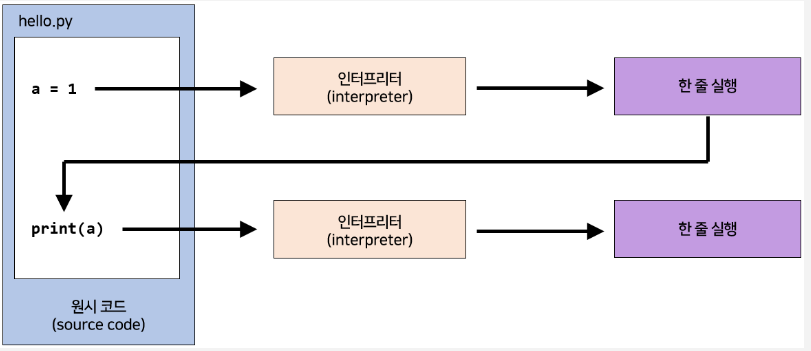 hello.py
a = 1
인터프리터
(interpreter)
한 줄 실행
print(a)
인터프리터
(interpreter)
한 줄 실행
원시 코드
(source code)